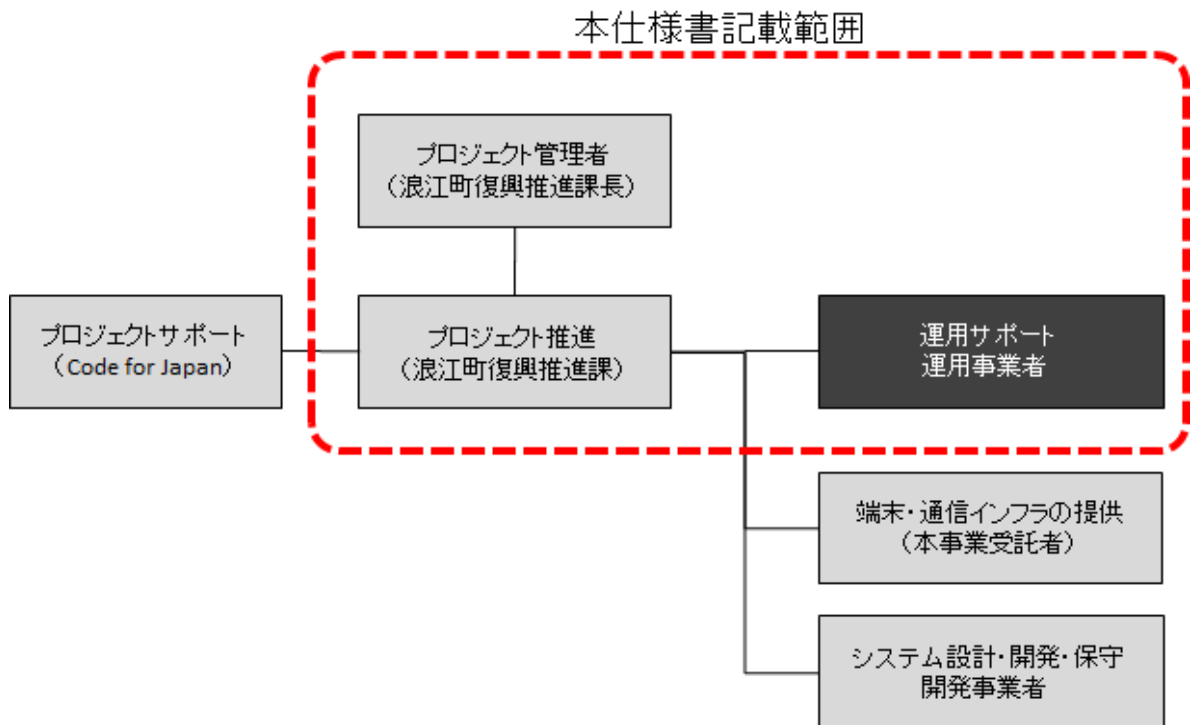 本仕様書記載範囲
プロジェクト管理者
（浪江町復興推進課長）
プロジェクトサポート
（Code for Japan）
プロジェクト推進
（浪江町復興推進課）
運用サポート
運用事業者
端末・通信インフラの提供
（本事業受託者）
システム設計・開発・保守
開発事業者